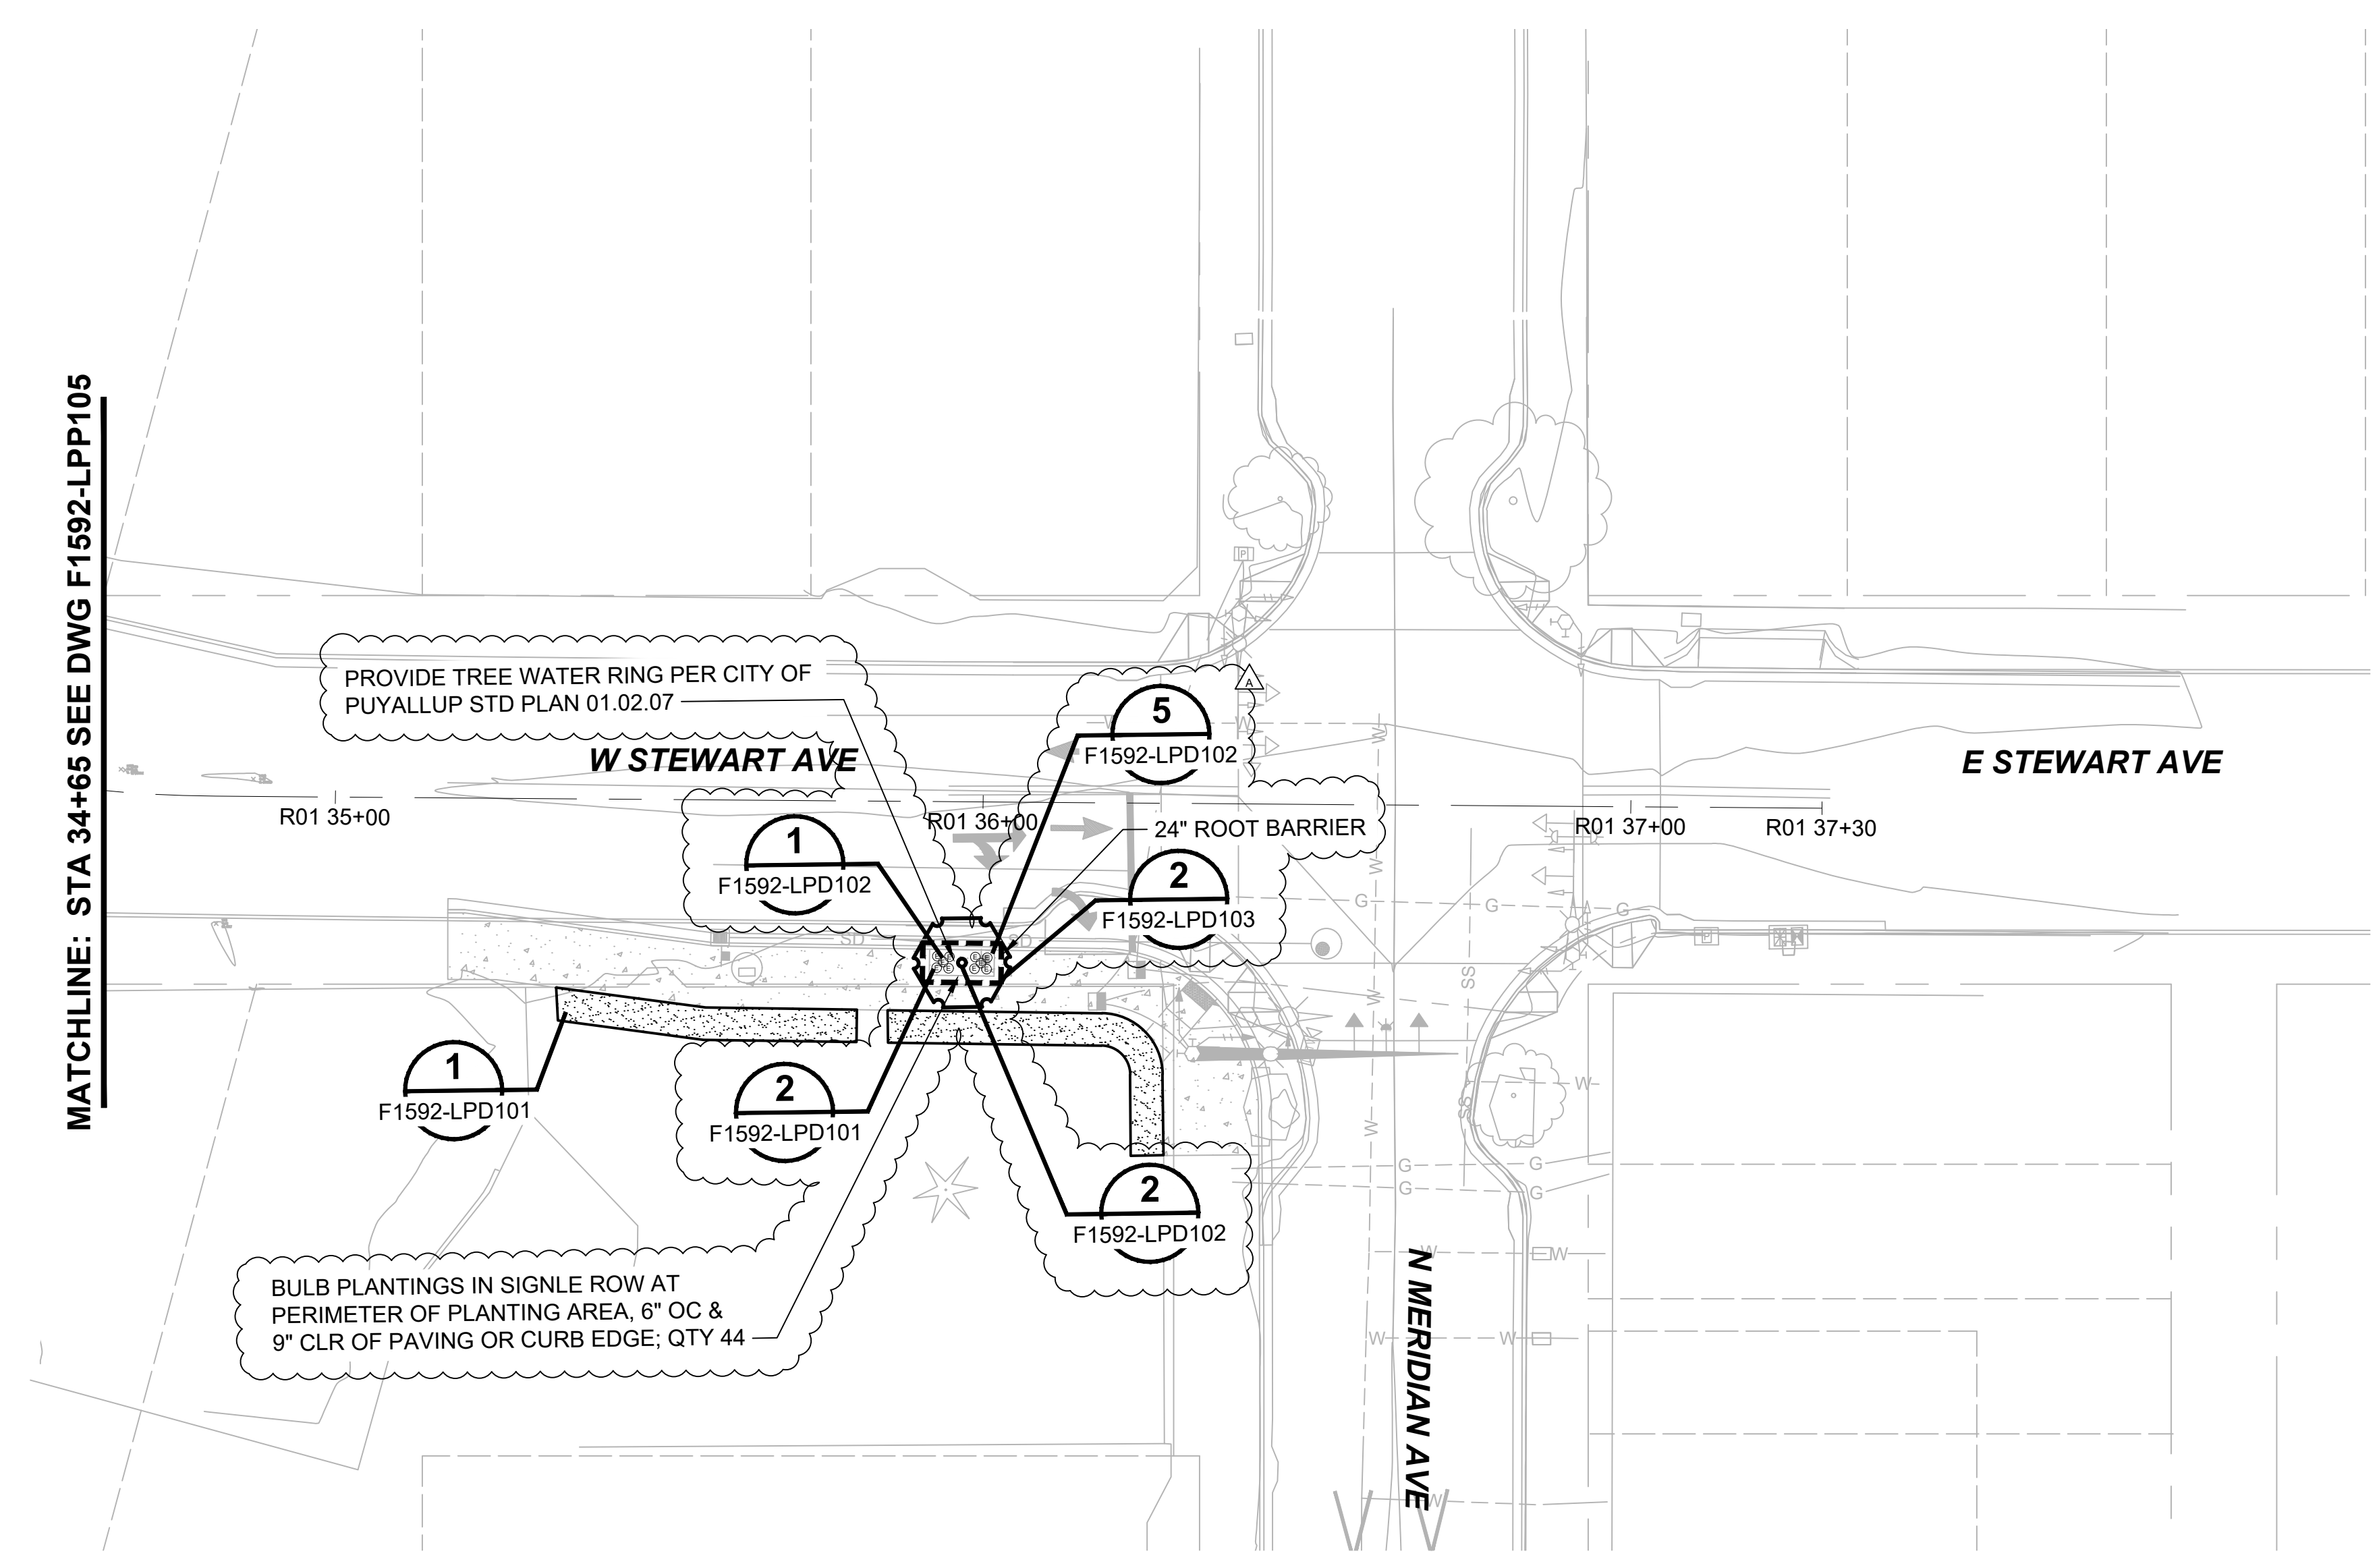 MATCHLINE: STA 34+65 SEE DWG F1592-LPP105
PROVIDE TREE WATER RING PER CITY OF
PUYALLUP STD PLAN 01.02.07
A
5
F1592-LPD102
W STEWART AVE
E STEWART AVE
R01 35+00
R01 36+00
R01 37+00
R01 37+30
24" ROOT BARRIER
1
F1592-LPD102
2
F1592-LPD103
1
F1592-LPD101
2
F1592-LPD101
2
F1592-LPD102
BULB PLANTINGS IN SIGNLE ROW AT
PERIMETER OF PLANTING AREA, 6" OC &
9" CLR OF PAVING OR CURB EDGE; QTY 44
N MERIDIAN AVE
P
P
W
W
W
W
W
W
G
G
G
SD
SD
SS
SS
E
E
E
E
W
G
G
G
G
W
W
W
W
W